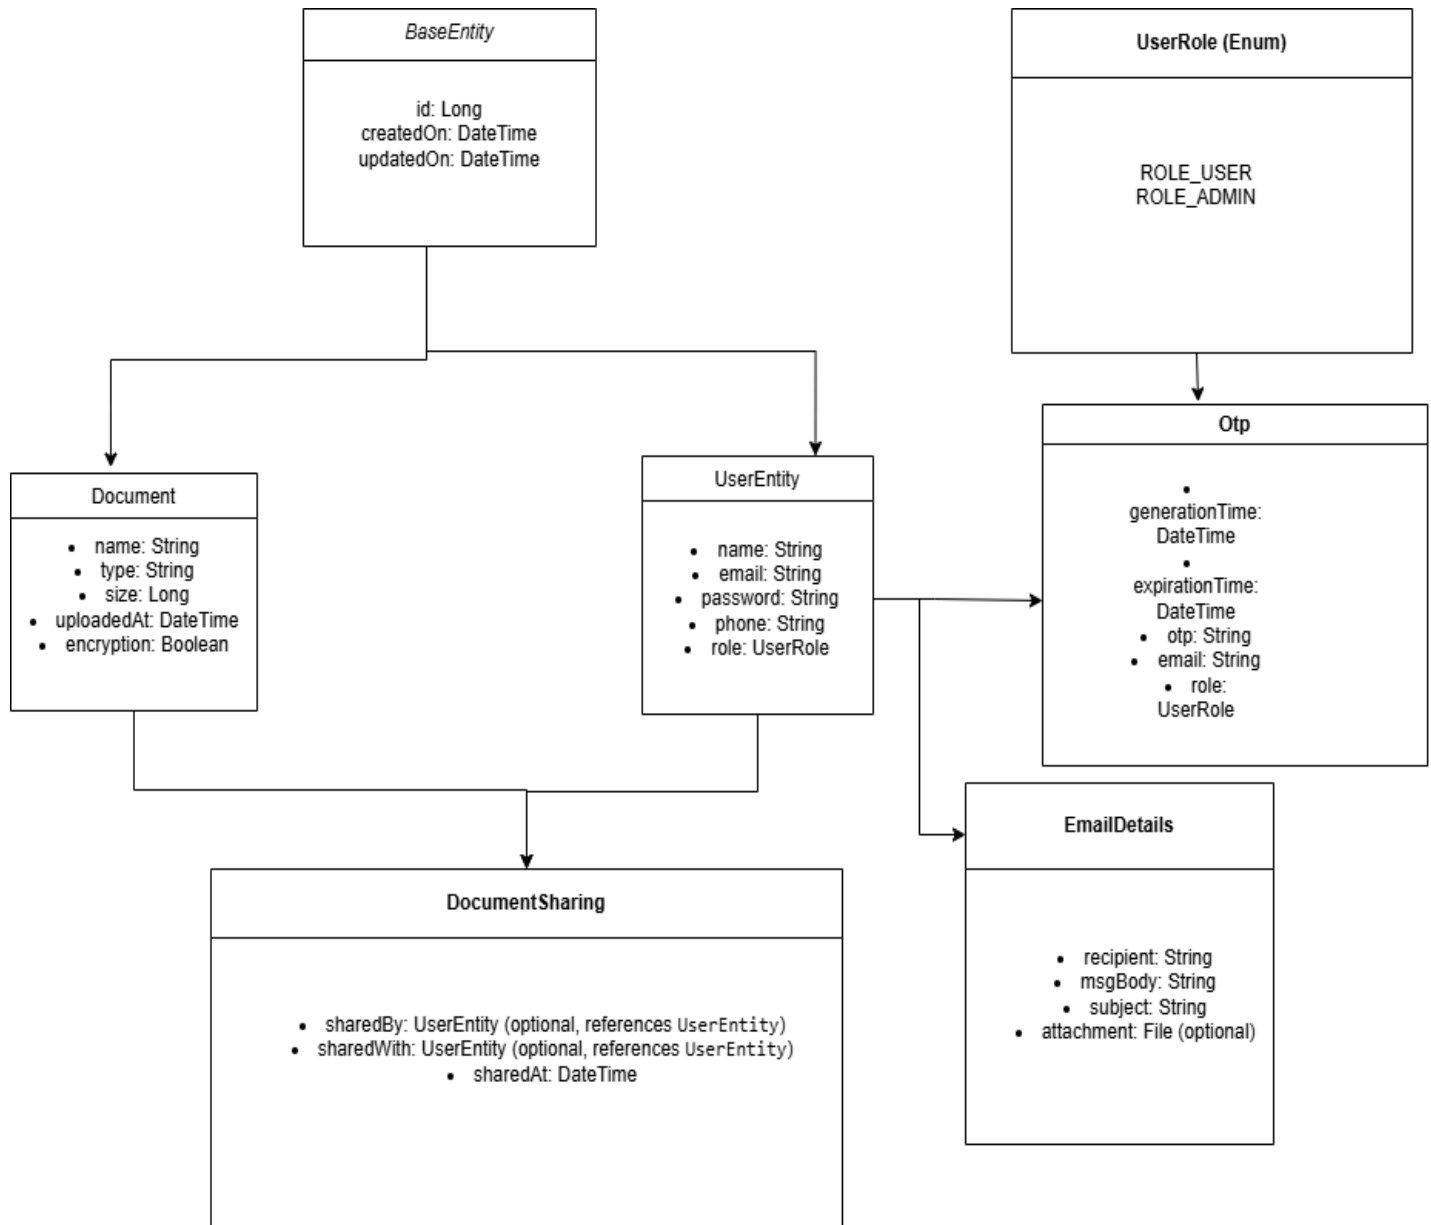 BaseEntity
id: Long
createdOn: DateTime
updatedOn: DateTime
UserRole (Enum)
ROLE_USER
ROLE_ADMIN
Document
• name: String
• type: String
• size: Long
• uploadedAt: DateTime
• encryption: Boolean
UserEntity
• name: String
• email: String
• password: String
• phone: String
• role: UserRole
Otp
•
generationTime:
DateTime
•
expirationTime:
DateTime
• otp: String
• email: String
• role:
UserRole
EmailDetails
• recipient: String
• msgBody: String
• subject: String
• attachment: File (optional)
DocumentSharing
• sharedBy: UserEntity (optional, references UserEntity)
• sharedWith: UserEntity (optional, references UserEntity)
• sharedAt: DateTime